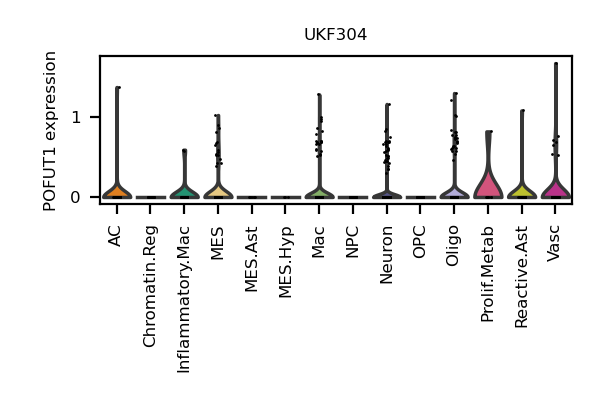 UKF304
POFUT1 expression
1
0
AC
Chromatin.Reg
Inflammatory.Mac
MES
MES.Ast
MES.Hyp
Mac
NPC
Neuron
OPC
Oligo
Prolif.Metab
Reactive.Ast
Vasc